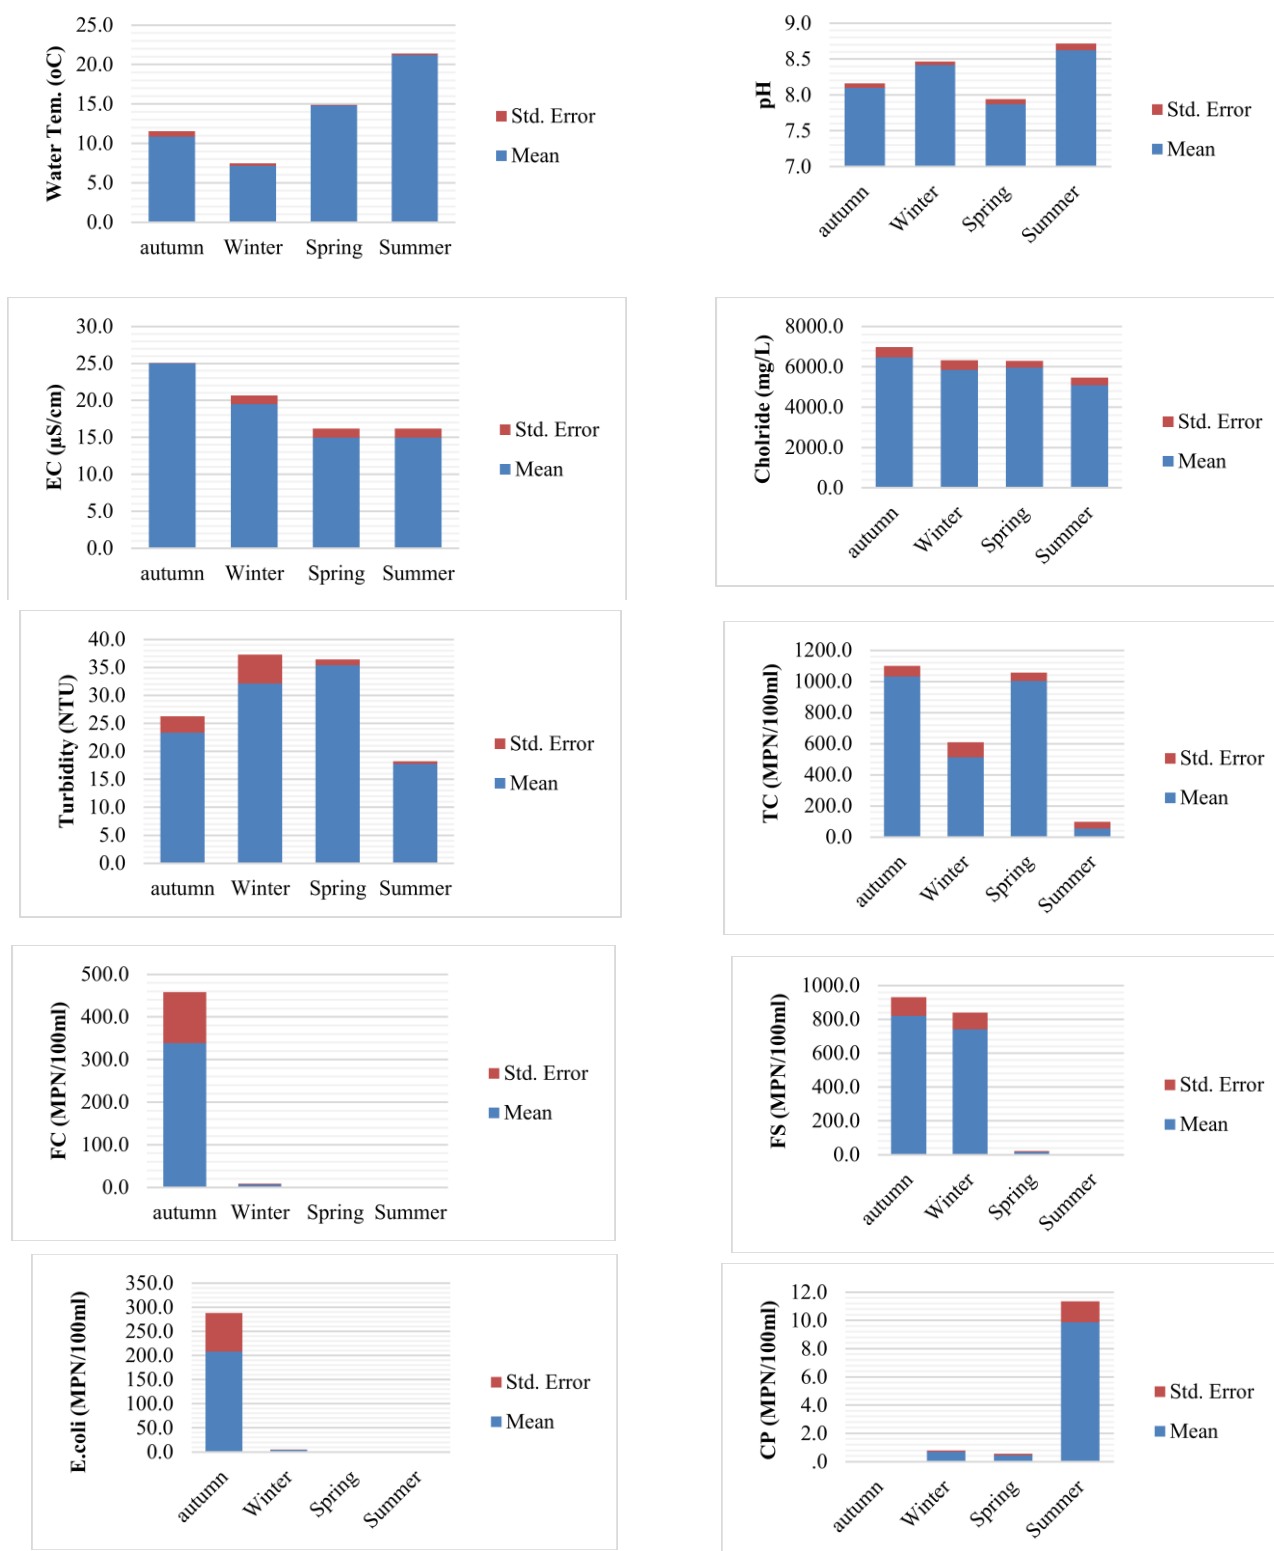 25.0
20.0
15.0
10.0
5.0
0.0
Water Tem. (oC)
autumn Winter Spring Summer
Std. Error
Mean
9.0
8.5
8.0
7.5
7.0
pH
autumn Winter Spring Summer
Std. Error
Mean
30.0
25.0
20.0
15.0
10.0
5.0
0.0
EC (µS/cm)
autumn Winter Spring Summer
Std. Error
Mean
8000.0
6000.0
4000.0
2000.0
0.0
Cholride (mg/L)
autumn Winter Spring Summer
Std. Error
Mean
40.0
35.0
30.0
25.0
20.0
15.0
10.0
5.0
0.0
Turbidity (NTU)
autumn Winter Spring Summer
Std. Error
Mean
1200.0
1000.0
800.0
600.0
400.0
200.0
0.0
TC (MPN/100ml)
autumn Winter Spring Summer
Std. Error
Mean
500.0
400.0
300.0
200.0
100.0
0.0
FC (MPN/100ml)
autumn Winter Spring Summer
Std. Error
Mean
1000.0
800.0
600.0
400.0
200.0
0.0
FS (MPN/100ml)
autumn Winter Spring Summer
Std. Error
Mean
350.0
300.0
250.0
200.0
150.0
100.0
50.0
0.0
E.coli (MPN/100ml)
autumn Winter Spring Summer
Std. Error
Mean
12.0
10.0
8.0
6.0
4.0
2.0
.0
CP (MPN/100ml)
autumn Winter Spring Summer
Std. Error
Mean